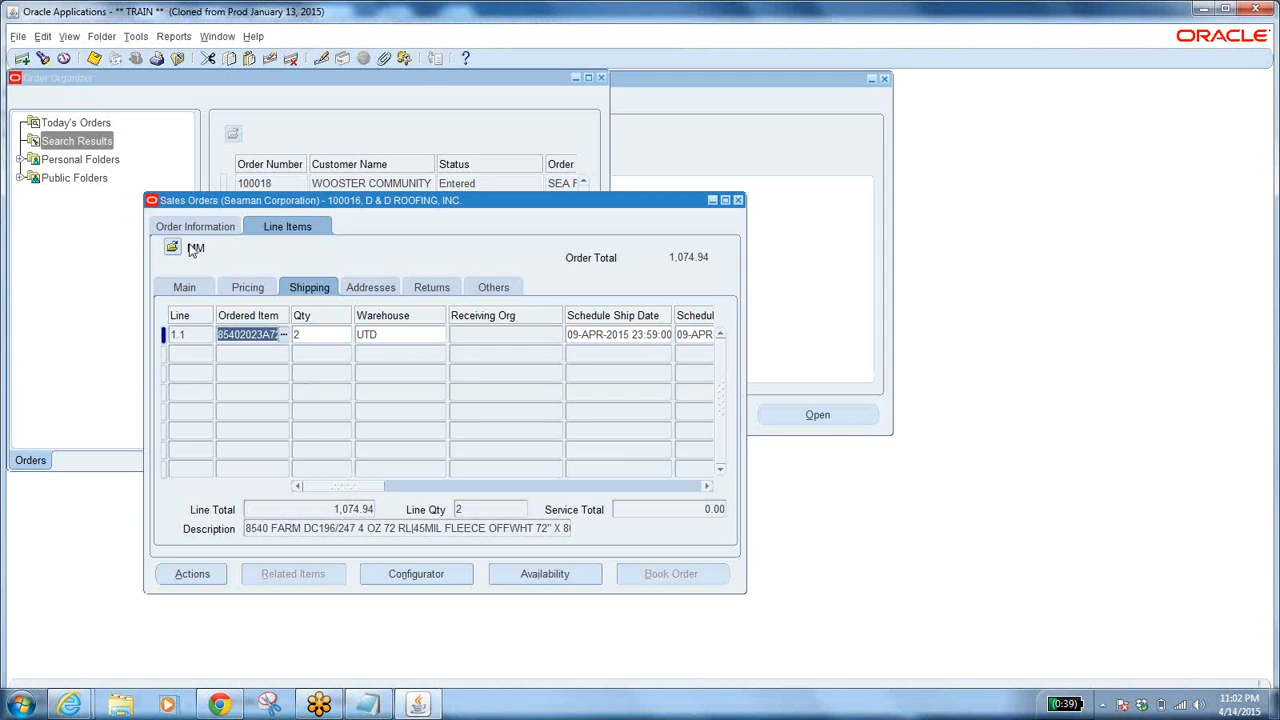 Oracle Applications - ** TRAIN ** (Cloned from Prod January 13, 2015)
File Edit View Folder Tools Reports Window Help
ORACLE
Order Organizer
Today's Orders
Search Results
Personal Folders
Public Folders
Orders
Order Number Customer Name Status Order
100018 WOOSTER COMMUNITY Entered SEA F
Open
Sales Orders (Seaman Corporation) - 100016, D & D ROOFING, INC.
Order Information Line Items
Order Total 1,074.94
Main Pricing Shipping Addresses Returns Others
Line Ordered Item Qty Warehouse Receiving Org Schedule Ship Date Schedul
1.1 85402023A72 ... 2 UTD 09-APR-2015 23:59:00 09-APR
Line Total 1,074.94 Line Qty 2 Service Total 0.00
Description 8540 FARM DC196/247 4 OZ 72 RL|45MIL FLEECE OFFWHT 72" X 8
Actions Related Items Configurator Availability Book Order
(0:39)
11:02 PM
4/14/2015